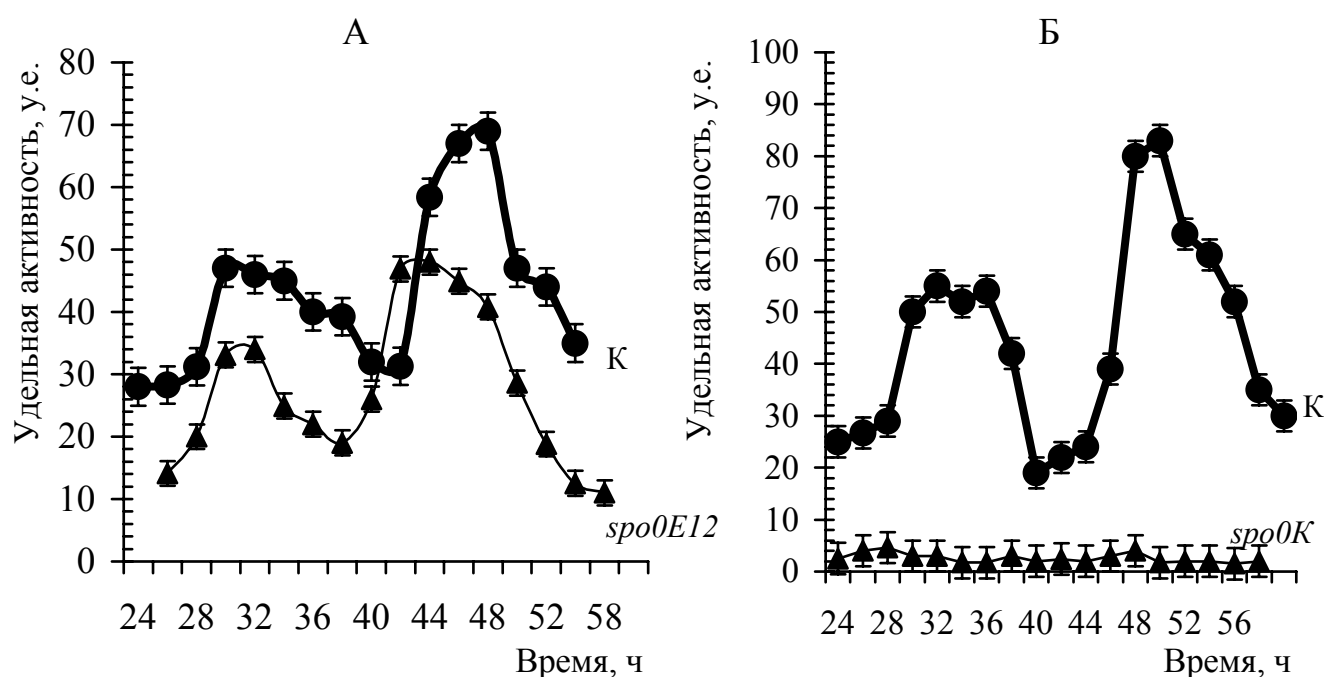 А
Удельная активность, у.е.
80
70
60
50
40
30
20
10
0
К
spo0E12
24 28 32 36 40 44 48 52 58
Время, ч
Б
Удельная активность, у.е.
100
90
80
70
60
50
40
30
20
10
0
К
spo0К
24 28 32 36 40 44 48 52 56
Время, ч